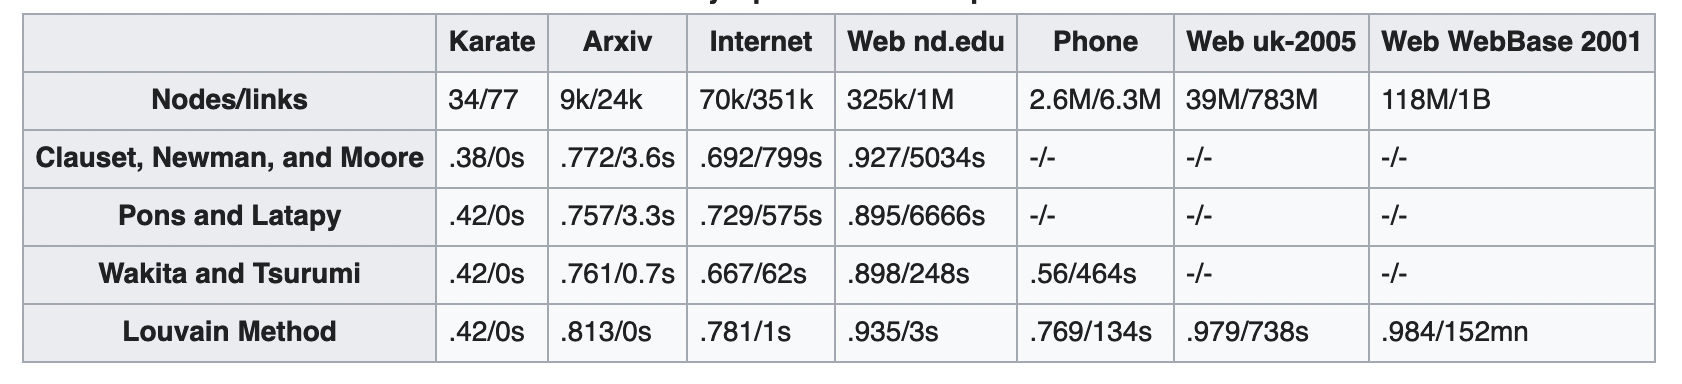 Karate Arxiv Internet Web nd.edu Phone Web uk-2005 Web WebBase 2001
Nodes/links 34/77 9k/24k 70k/351k 325k/1M 2.6M/6.3M 39M/783M 118M/1B
Clauset, Newman, and Moore .38/0s .772/3.6s .692/799s .927/5034s -/- -/- -/-
Pons and Latapy .42/0s .757/3.3s .729/575s .895/6666s -/- -/- -/-
Wakita and Tsurumi .42/0s .761/0.7s .667/62s .898/248s .56/464s -/- -/-
Louvain Method .42/0s .813/0s .781/1s .935/3s .769/134s .979/738s .984/152mn